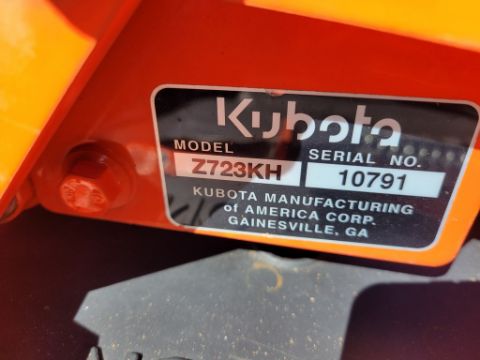 Kubota
MODEL SERIAL NO.
Z723KH 10791
KUBOTA MANUFACTURING
of AMERICA CORP.
GAINESVILLE, GA